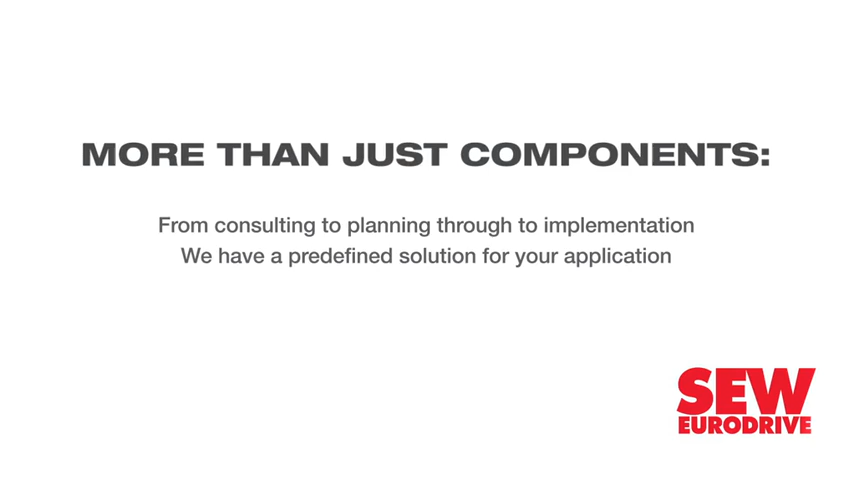 MORE THAN JUST COMPONENTS:
From consulting to planning through to implementation
We have a predefined solution for your application
SEW
EURODRIVE